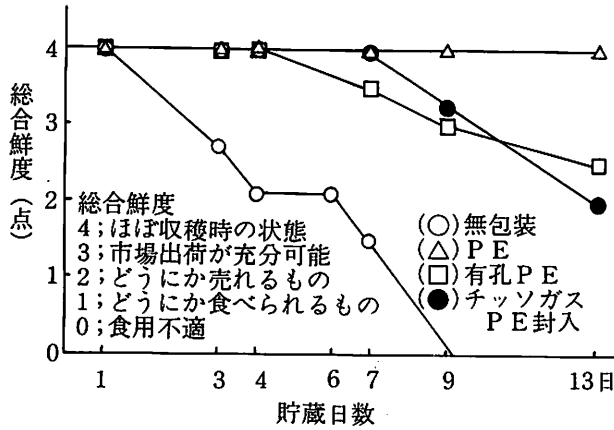 総合鮮度(点)
4
3
2
1
0
総合鮮度
4；ほぼ収穫時の状態
3；市場出荷が充分可能
2；どうにか売れるもの
1；どうにか食べられるもの
0；食用不適
(○)無包装
(△)PE
(□)有孔PE
(●)チッソガス
PE封入
1 3 4 6 7 9 13日
貯蔵日数